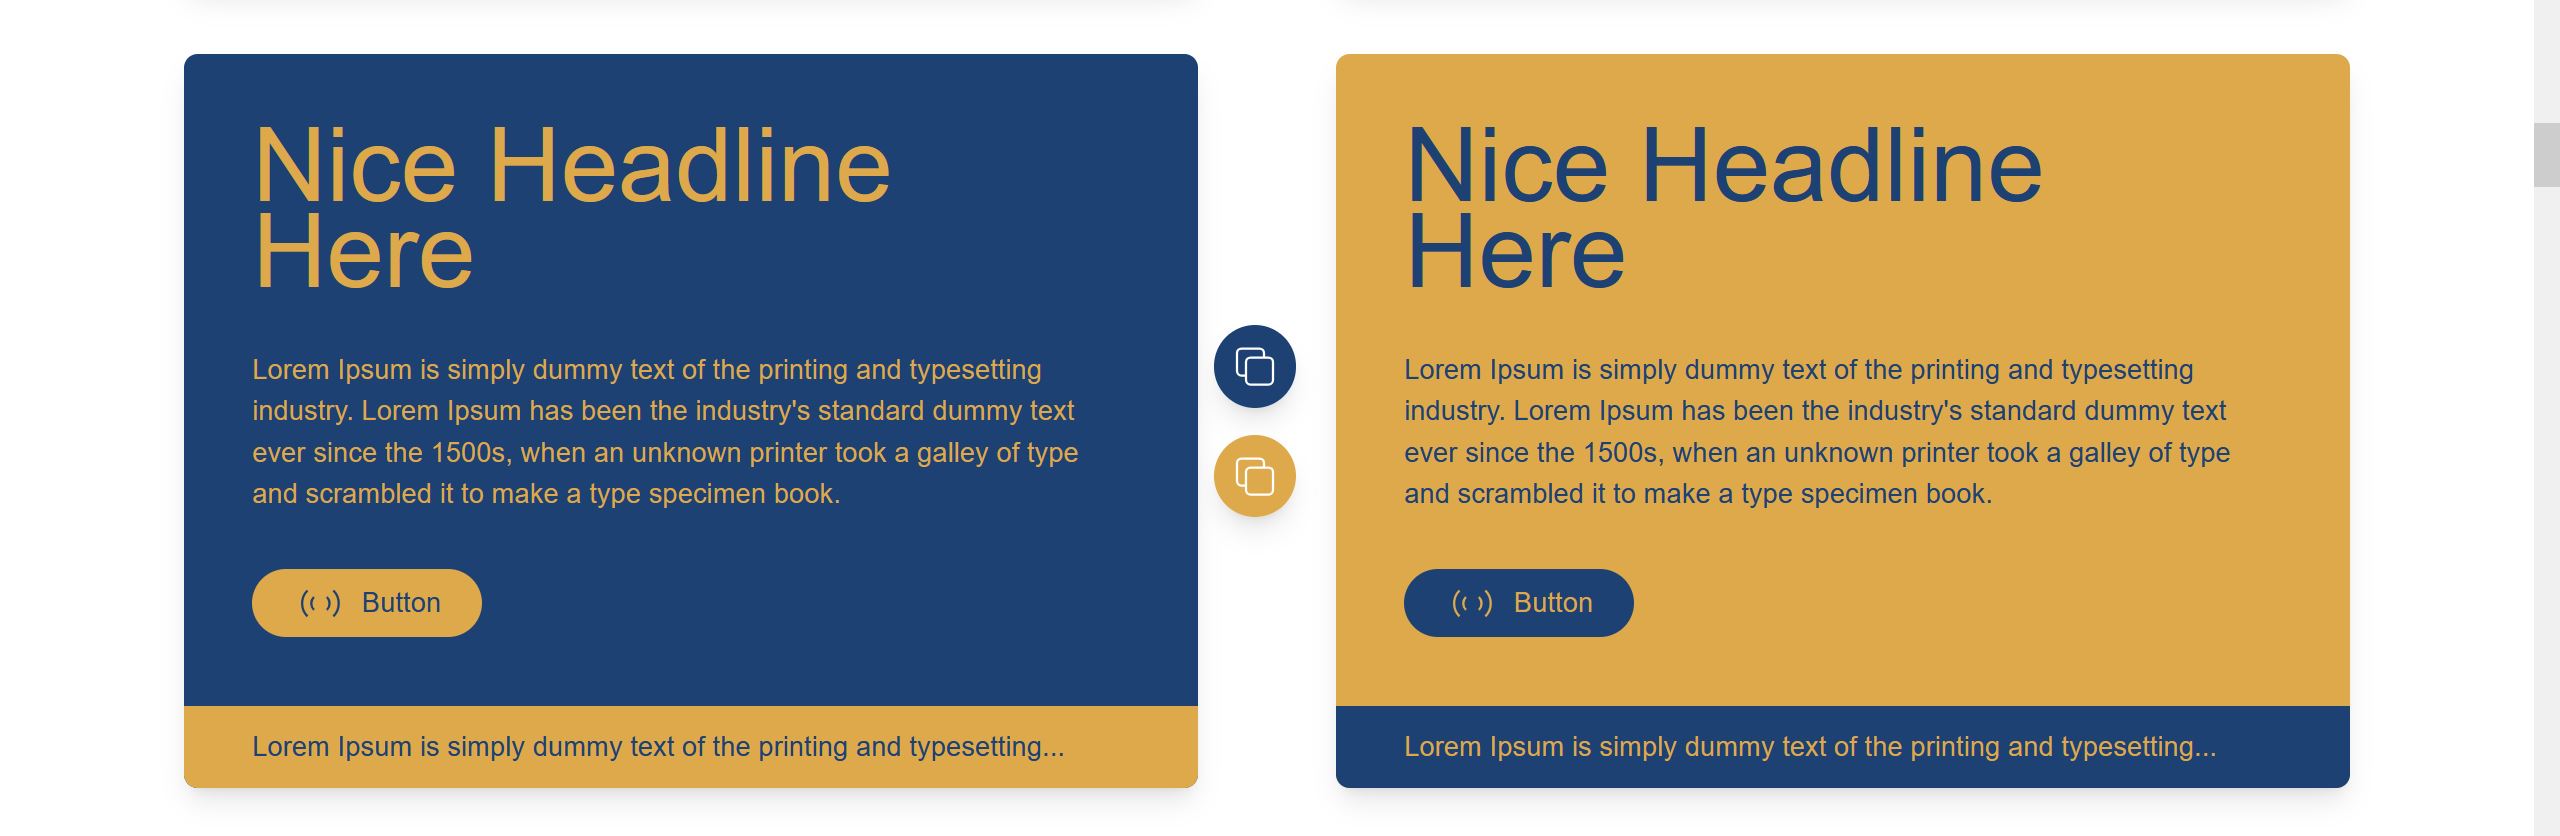 Nice Headline
Here
Lorem Ipsum is simply dummy text of the printing and typesetting
industry. Lorem Ipsum has been the industry's standard dummy text
ever since the 1500s, when an unknown printer took a galley of type
and scrambled it to make a type specimen book.
Button
Lorem Ipsum is simply dummy text of the printing and typesetting...
Nice Headline
Here
Lorem Ipsum is simply dummy text of the printing and typesetting
industry. Lorem Ipsum has been the industry's standard dummy text
ever since the 1500s, when an unknown printer took a galley of type
and scrambled it to make a type specimen book.
Button
Lorem Ipsum is simply dummy text of the printing and typesetting...